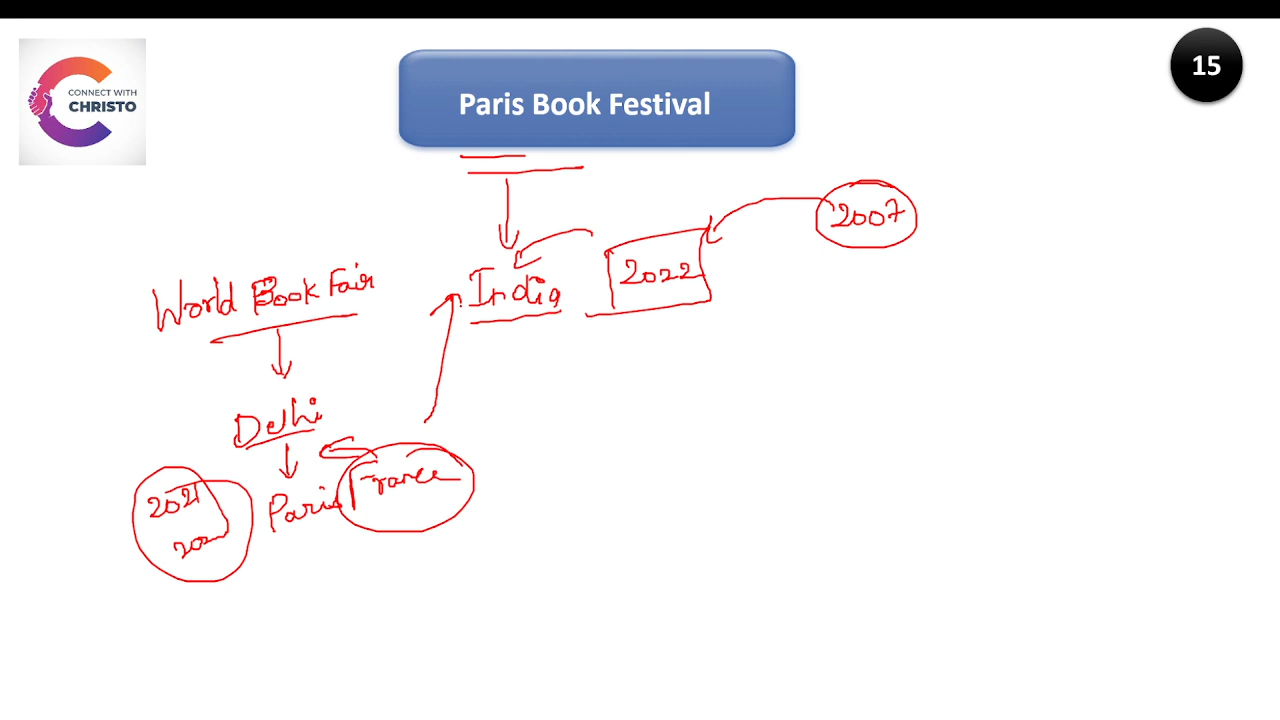 CONNECT WITH
CHRISTO
Paris Book Festival
15
2007
2022
India
World Book Fair
Delhi
France
Paris
2021